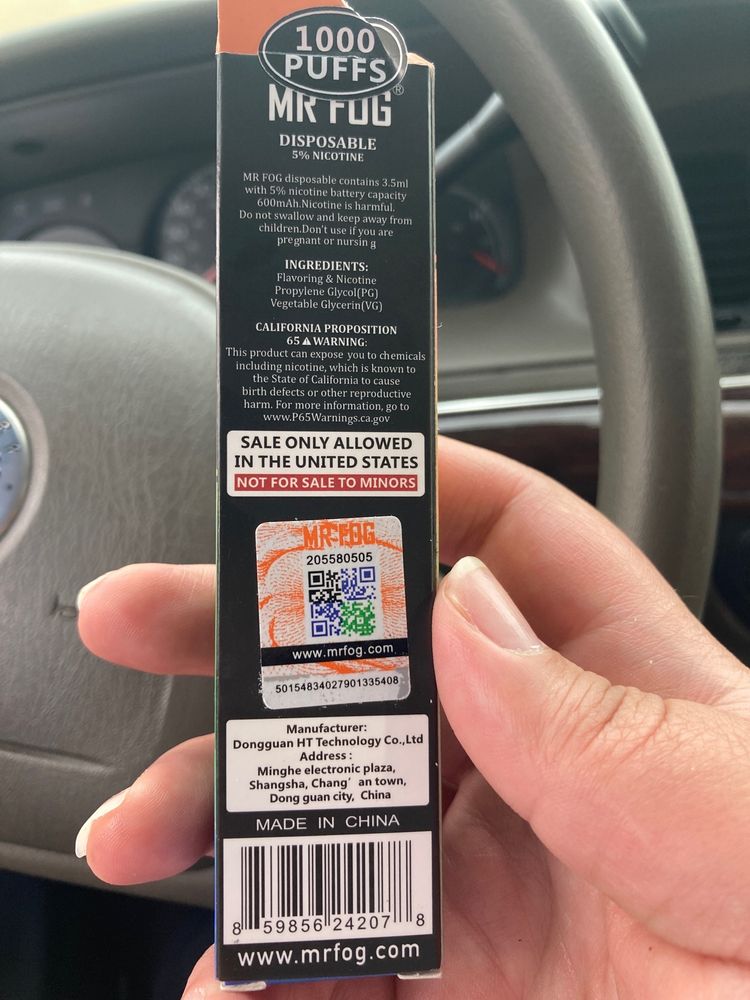 1000
PUFFS
MR FOG®
DISPOSABLE
5% NICOTINE
MR FOG disposable contains 3.5ml
with 5% nicotine battery capacity
600mAh.Nicotine is harmful.
Do not swallow and keep away from
children.Don't use if you are
pregnant or nursin g
INGREDIENTS:
Flavoring & Nicotine
Propylene Glycol(PG)
Vegetable Glycerin(VG)
CALIFORNIA PROPOSITION
65 ⚠ WARNING:
This product can expose you to chemicals
including nicotine, which is known to
the State of California to cause
birth defects or other reproductive
harm. For more information, go to
www.P65Warnings.ca.gov
SALE ONLY ALLOWED
IN THE UNITED STATES
NOT FOR SALE TO MINORS
MR FOG
205580505
www.mrfog.com
50154834027901335408
Manufacturer:
Dongguan HT Technology Co.,Ltd
Address :
Minghe electronic plaza,
Shangsha, Chang' an town,
Dong guan city, China
MADE IN CHINA
8 59856 24207 8
www.mrfog.com